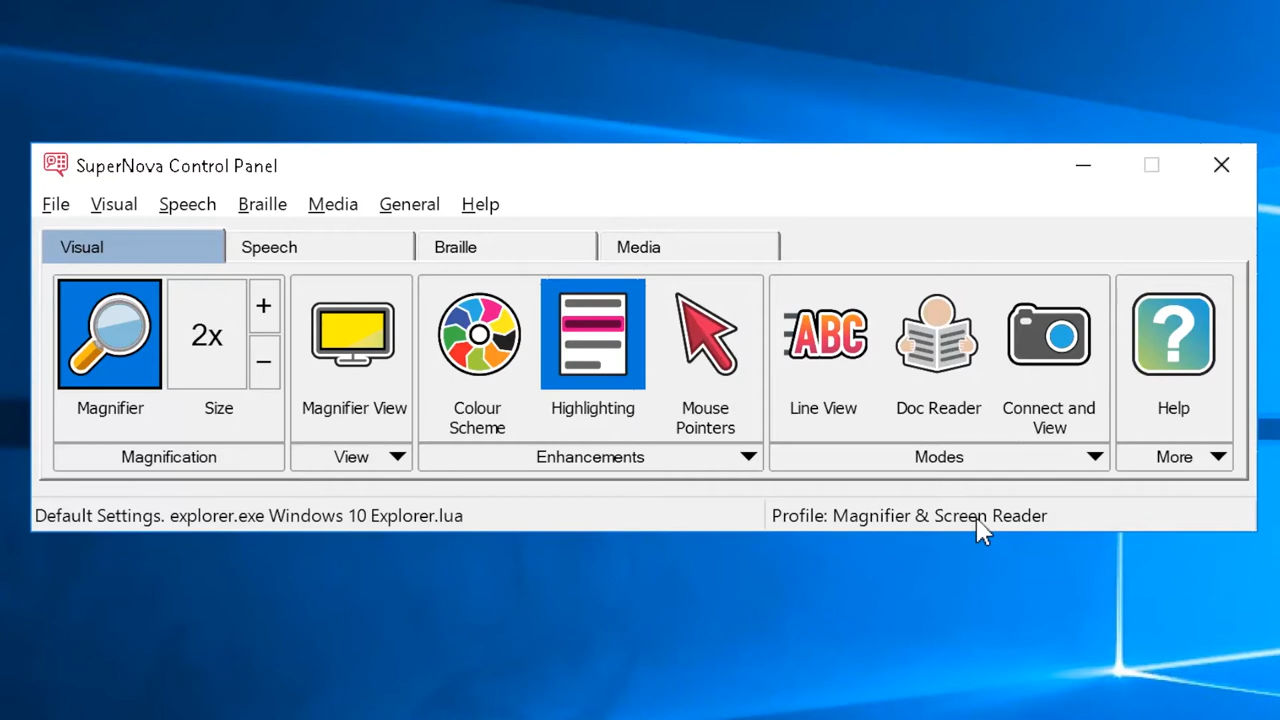 SuperNova Control Panel
File Visual Speech Braille Media General Help
Visual Speech Braille Media
2x + −
ABC
?
Magnifier Size Magnifier View Colour Scheme Highlighting Mouse Pointers Line View Doc Reader Connect and View Help
Magnification View Enhancements Modes More
Default Settings. explorer.exe Windows 10 Explorer.lua Profile: Magnifier & Screen Reader